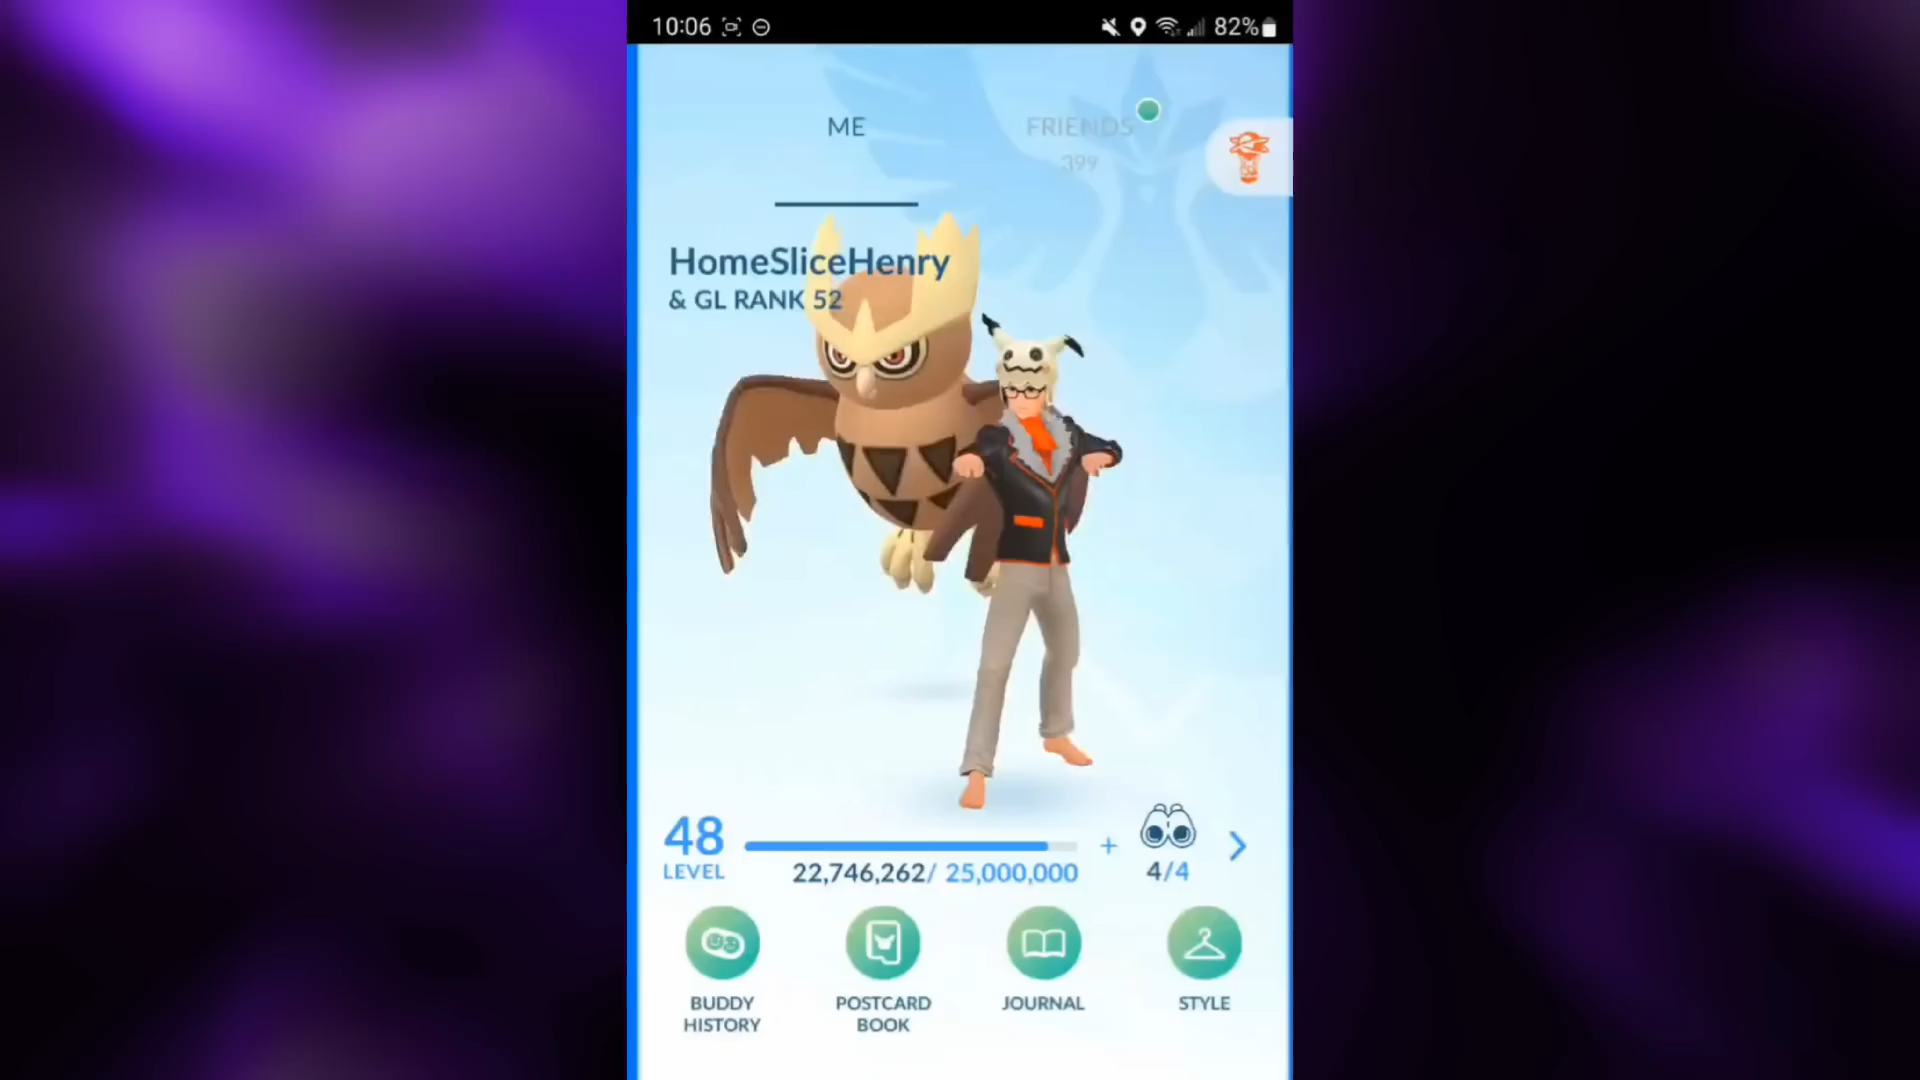 10:06
82%
ME
FRIENDS
399
HomeSliceHenry
& GL RANK 52
48
LEVEL
22,746,262/ 25,000,000
+
4/4
BUDDY
HISTORY
POSTCARD
BOOK
JOURNAL
STYLE